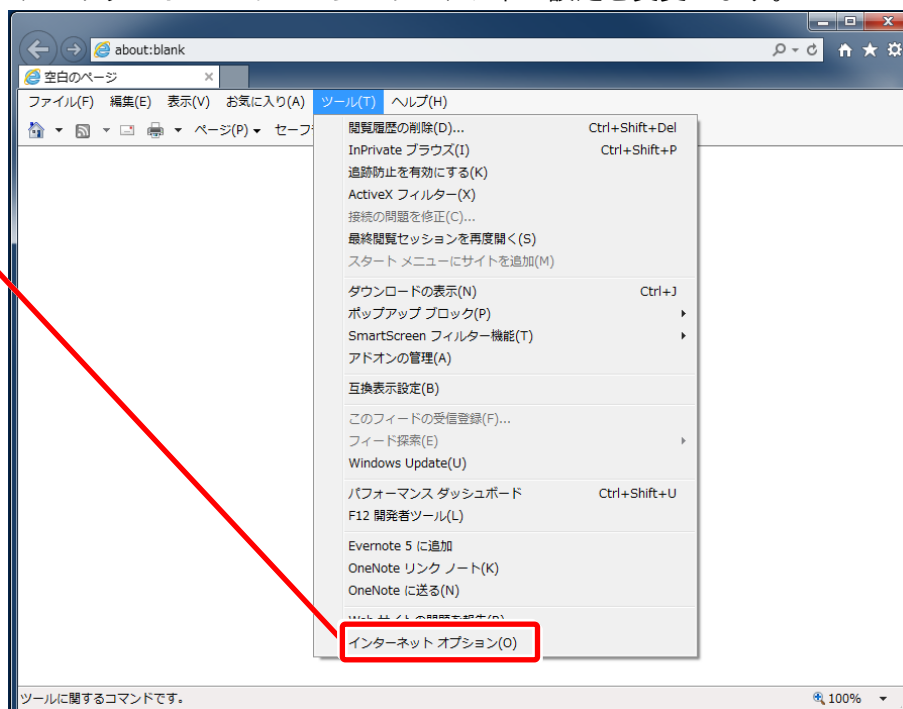 about:blank
空白のページ
ファイル(F) 編集(E) 表示(V) お気に入り(A) ツール(T) ヘルプ(H)
ページ(P)
閲覧履歴の削除(D)... Ctrl+Shift+Del
InPrivate ブラウズ(I) Ctrl+Shift+P
追跡防止を有効にする(K)
ActiveX フィルター(X)
接続の問題を修正(C)...
最終閲覧セッションを再度開く(S)
スタート メニューにサイトを追加(M)
ダウンロードの表示(N) Ctrl+J
ポップアップ ブロック(P)
SmartScreen フィルター機能(T)
アドオンの管理(A)
互換表示設定(B)
このフィードの受信登録(F)...
フィード探索(E)
Windows Update(U)
パフォーマンス ダッシュボード Ctrl+Shift+U
F12 開発者ツール(L)
Evernote 5 に追加
OneNote リンク ノート(K)
OneNote に送る(N)
インターネット オプション(O)
ツールに関するコマンドです。 100%